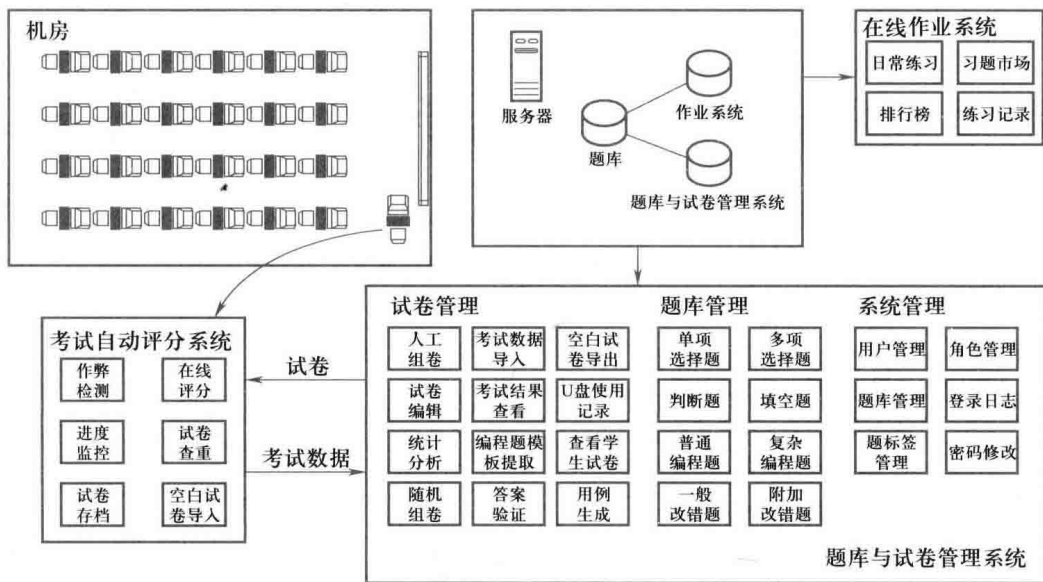 机房
服务器
题库
作业系统
题库与试卷管理系统
在线作业系统
日常练习
习题市场
排行榜
练习记录
考试自动评分系统
作弊
检测
在线
评分
进度
监控
试卷
查重
试卷
存档
空白试
卷导入
试卷
考试数据
试卷管理
人工
组卷
考试数据
导入
空白试
卷导出
试卷
编辑
考试结果
查看
U盘使用
记录
统计
分析
编程题模
板提取
查看学
生试卷
随机
组卷
答案
验证
用例
生成
题库管理
单项
选择题
多项
选择题
判断题
填空题
普通
编程题
复杂
编程题
一般
改错题
附加
改错题
系统管理
用户管理
角色管理
题库管理
登录日志
题标签
管理
密码修改
题库与试卷管理系统